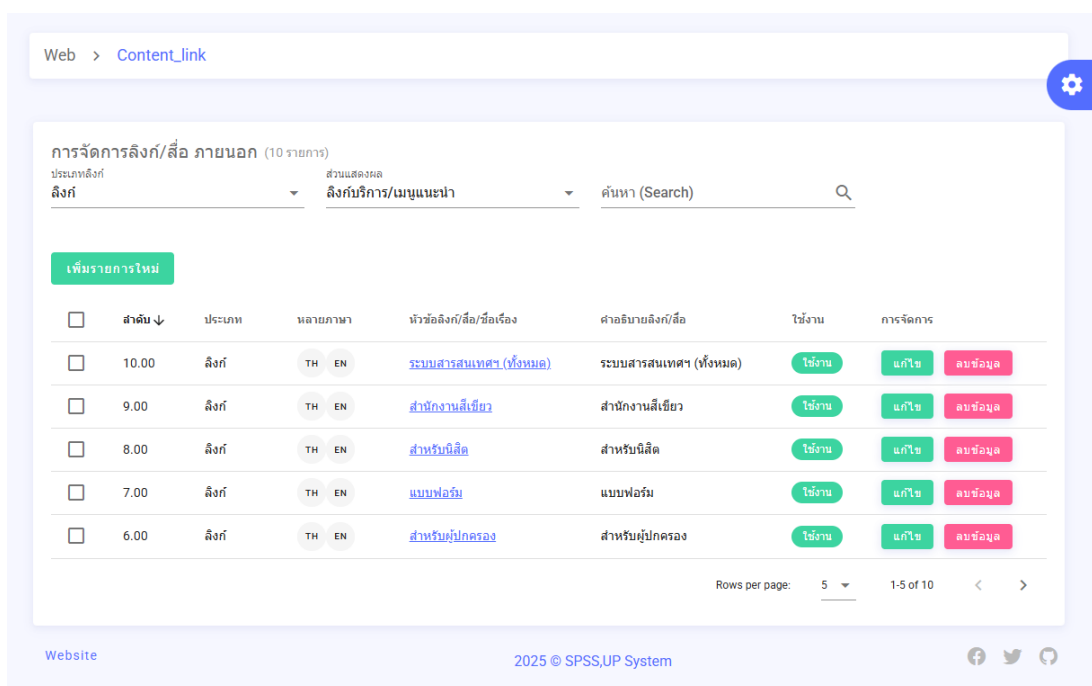 Web > Content_link
การจัดการลิงก์/สื่อ ภายนอก (10 รายการ)
ประเภทลิงก์ ส่วนแสดงผล
ลิงก์ ลิงก์บริการ/เมนูแนะนำ ค้นหา (Search)
เพิ่มรายการใหม่
ลำดับ ประเภท หลายภาษา หัวข้อลิงก์/สื่อ/ชื่อเรื่อง คำอธิบายลิงก์/สื่อ ใช้งาน การจัดการ
10.00 ลิงก์ TH EN ระบบสารสนเทศฯ (ทั้งหมด) ระบบสารสนเทศฯ (ทั้งหมด) ใช้งาน แก้ไข ลบข้อมูล
9.00 ลิงก์ TH EN สำนักงานสีเขียว สำนักงานสีเขียว ใช้งาน แก้ไข ลบข้อมูล
8.00 ลิงก์ TH EN สำหรับนิสิต สำหรับนิสิต ใช้งาน แก้ไข ลบข้อมูล
7.00 ลิงก์ TH EN แบบฟอร์ม แบบฟอร์ม ใช้งาน แก้ไข ลบข้อมูล
6.00 ลิงก์ TH EN สำหรับผู้ปกครอง สำหรับผู้ปกครอง ใช้งาน แก้ไข ลบข้อมูล
Rows per page: 5 1-5 of 10
Website 2025 © SPSS,UP System